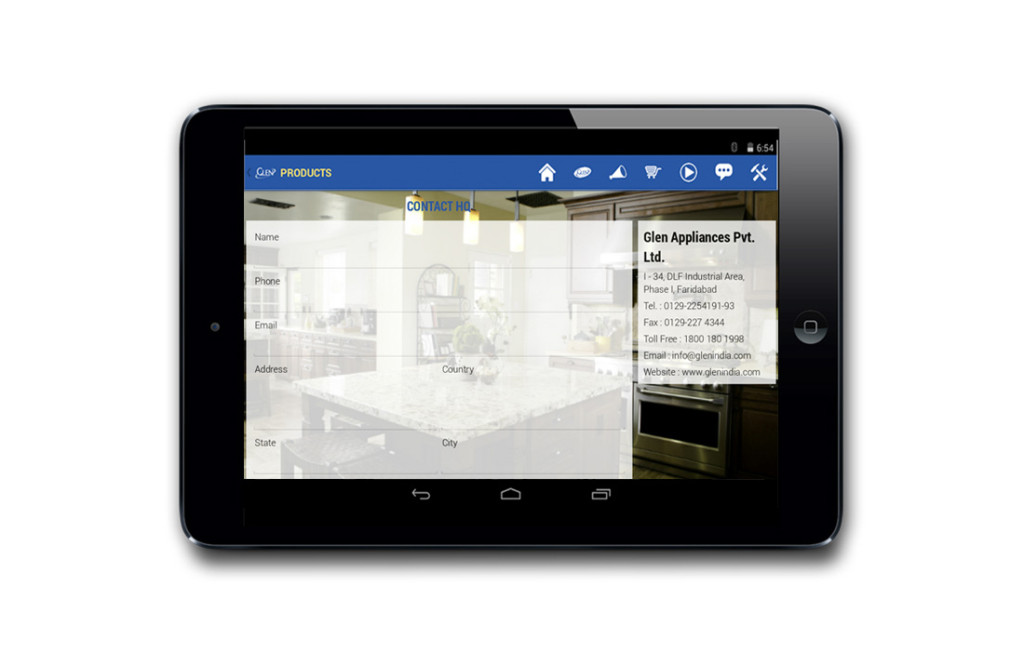 6:54
GLEN PRODUCTS
GLEN
CONTACT HQ.
Name
Phone
Email
Address Country
State City
Glen Appliances Pvt.
Ltd.
I - 34, DLF Industrial Area,
Phase I, Faridabad
Tel. : 0129-2254191-93
Fax : 0129-227 4344
Toll Free : 1800 180 1998
Email : info@glenindia.com
Website : www.glenindia.com